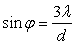 sin φ = 3λ/d